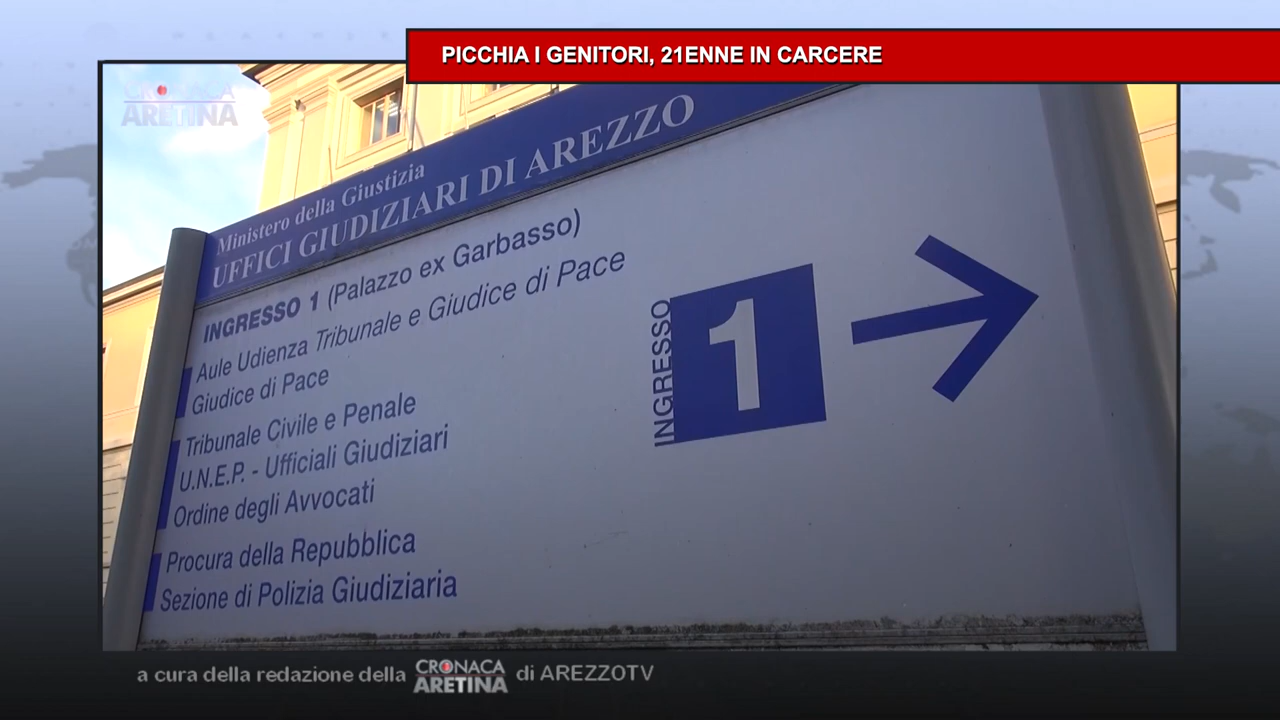 PICCHIA I GENITORI, 21ENNE IN CARCERE
CRONACA
ARETINA
Ministero della Giustizia
UFFICI GIUDIZIARI DI AREZZO
INGRESSO 1 (Palazzo ex Garbasso)
Aule Udienza Tribunale e Giudice di Pace
Giudice di Pace
Tribunale Civile e Penale
U.N.E.P. - Ufficiali Giudiziari
Ordine degli Avvocati
Procura della Repubblica
Sezione di Polizia Giudiziaria
INGRESSO
1
a cura della redazione della CRONACA ARETINA di AREZZOTV